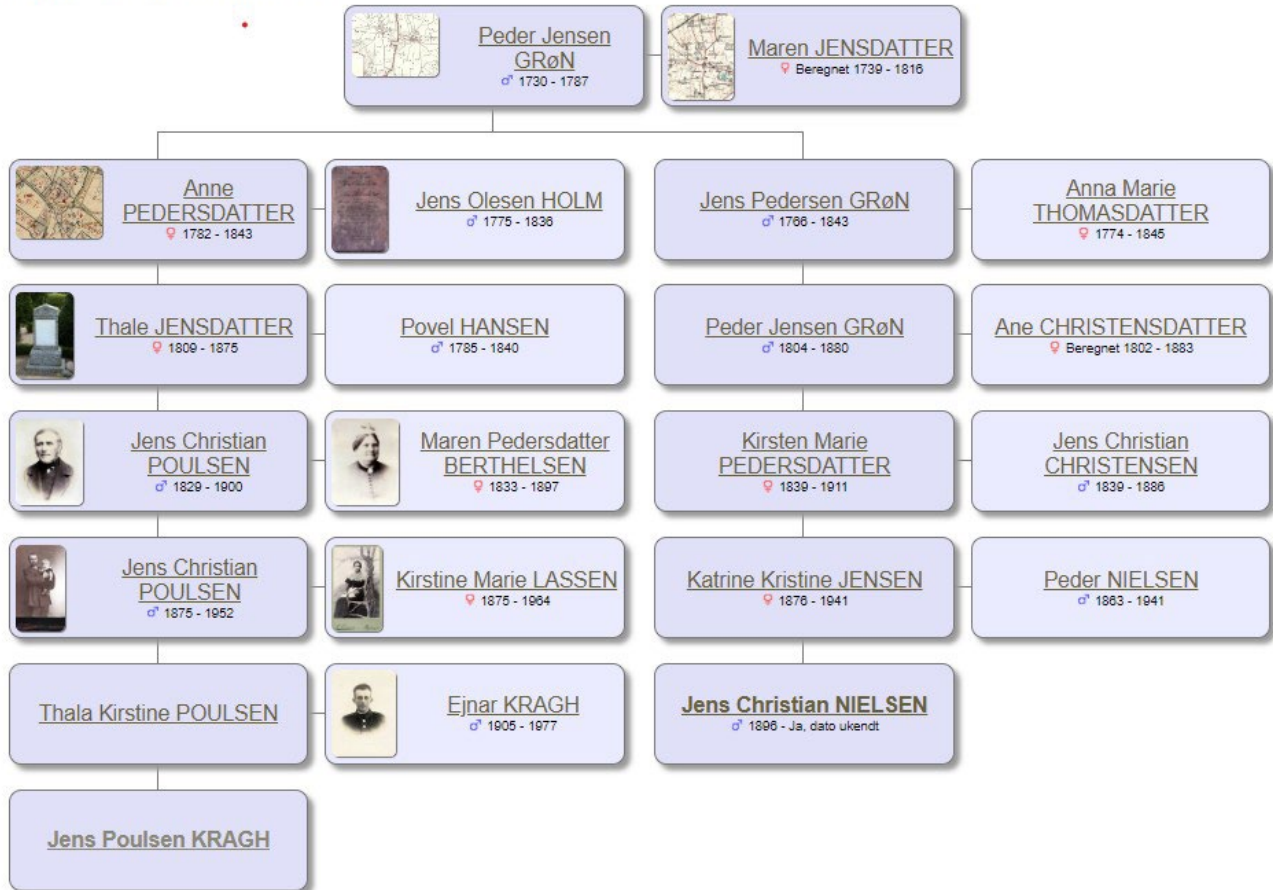 Peder Jensen
GRøN
♂ 1730 - 1787
Maren JENSDATTER
♀ Beregnet 1739 - 1816
Anne
PEDERSDATTER
♀ 1782 - 1843
Jens Olesen HOLM
♂ 1775 - 1836
Jens Pedersen GRøN
♂ 1766 - 1843
Anna Marie
THOMASDATTER
♀ 1774 - 1845
Thale JENSDATTER
♀ 1809 - 1875
Povel HANSEN
♂ 1785 - 1840
Peder Jensen GRøN
♂ 1804 - 1880
Ane CHRISTENSDATTER
♀ Beregnet 1802 - 1883
Jens Christian
POULSEN
♂ 1829 - 1900
Maren Pedersdatter
BERTHELSEN
♀ 1833 - 1897
Kirsten Marie
PEDERSDATTER
♀ 1839 - 1911
Jens Christian
CHRISTENSEN
♂ 1839 - 1886
Jens Christian
POULSEN
♂ 1875 - 1952
Kirstine Marie LASSEN
♀ 1875 - 1964
Katrine Kristine JENSEN
♀ 1876 - 1941
Peder NIELSEN
♂ 1863 - 1941
Thala Kirstine POULSEN
Ejnar KRAGH
♂ 1905 - 1977
Jens Christian NIELSEN
♂ 1896 - Ja, dato ukendt
Jens Poulsen KRAGH